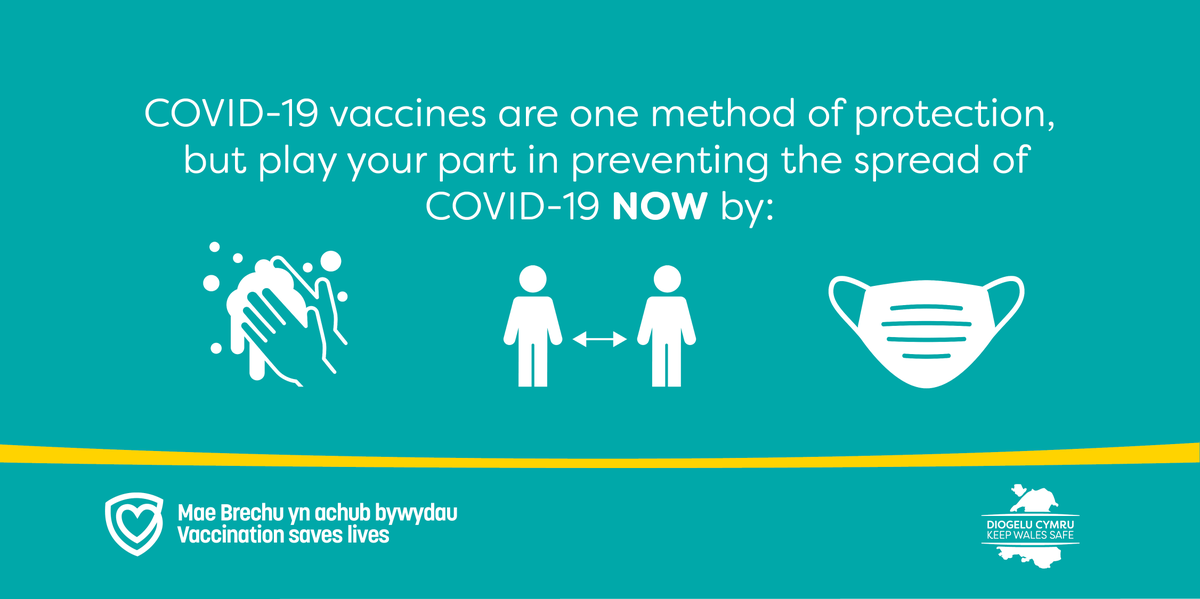 COVID-19 vaccines are one method of protection,
but play your part in preventing the spread of
COVID-19 NOW by:
Mae Brechu yn achub bywydau
Vaccination saves lives
DIOGELU CYMRU
KEEP WALES SAFE